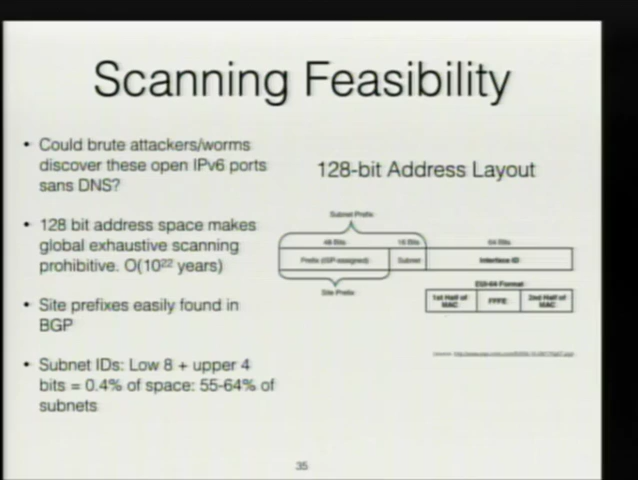 Scanning Feasibility
• Could brute attackers/worms
discover these open IPv6 ports
sans DNS?
• 128 bit address space makes
global exhaustive scanning
prohibitive. O(10²² years)
• Site prefixes easily found in
BGP
• Subnet IDs: Low 8 + upper 4
bits = 0.4% of space: 55-64% of
subnets
128-bit Address Layout
Subnet Prefix
48 Bits 16 Bits 64 Bits
Prefix (ISP-assigned) Subnet Interface ID
Site Prefix
EUI-64 Format
1st Half of MAC FFFE 2nd Half of MAC
35